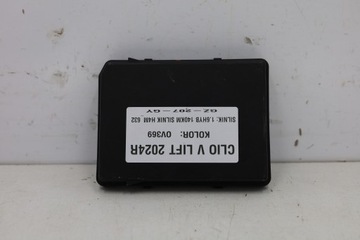 CLIO V LIFT 2024R
KOLOR: OV369
SILNIK: 1.6HYB 140KM SILNIK H4M 632
GZ-207-GY